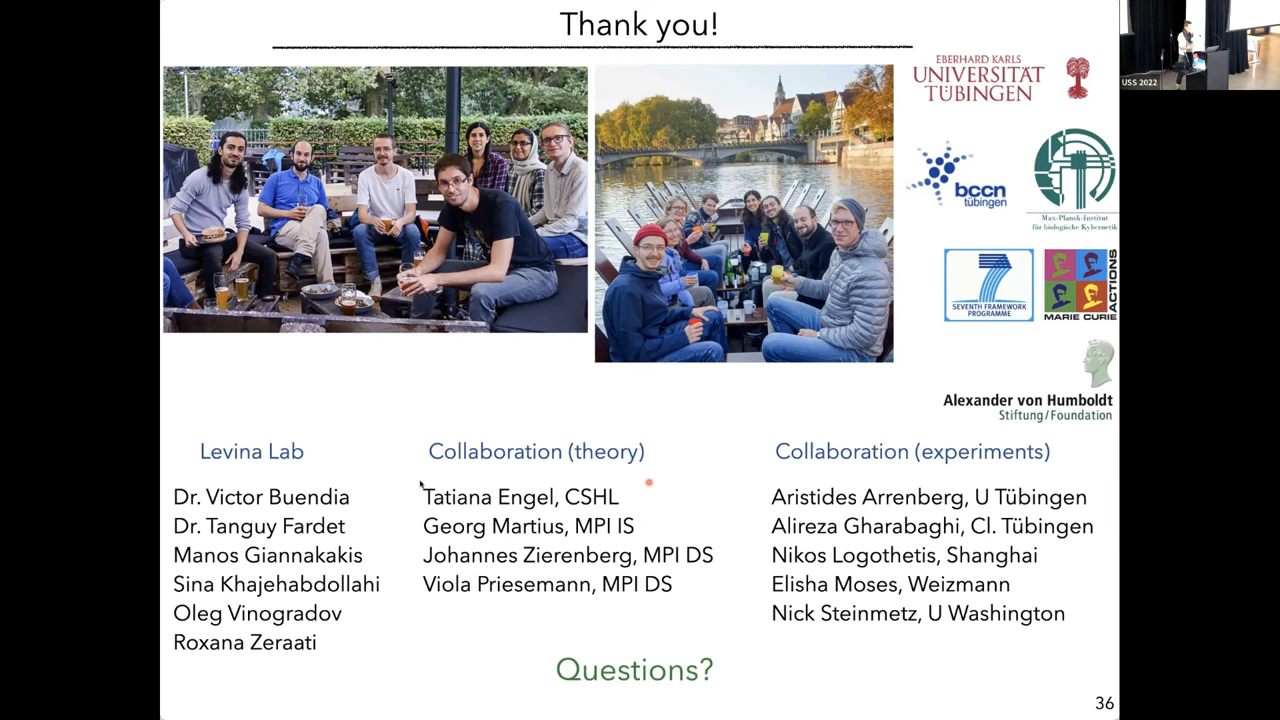 Thank you!
USS 2022
EBERHARD KARLS
UNIVERSITÄT
TÜBINGEN
bccn
tübingen
Max-Planck-Institut
für biologische Kybernetik
7
SEVENTH FRAMEWORK
PROGRAMME
MARIE CURIE
ACTIONS
Alexander von Humboldt
Stiftung/Foundation
Levina Lab
Dr. Victor Buendia
Dr. Tanguy Fardet
Manos Giannakakis
Sina Khajehabdollahi
Oleg Vinogradov
Roxana Zeraati
Collaboration (theory)
Tatiana Engel, CSHL
Georg Martius, MPI IS
Johannes Zierenberg, MPI DS
Viola Priesemann, MPI DS
Collaboration (experiments)
Aristides Arrenberg, U Tübingen
Alireza Gharabaghi, Cl. Tübingen
Nikos Logothetis, Shanghai
Elisha Moses, Weizmann
Nick Steinmetz, U Washington
Questions?
36